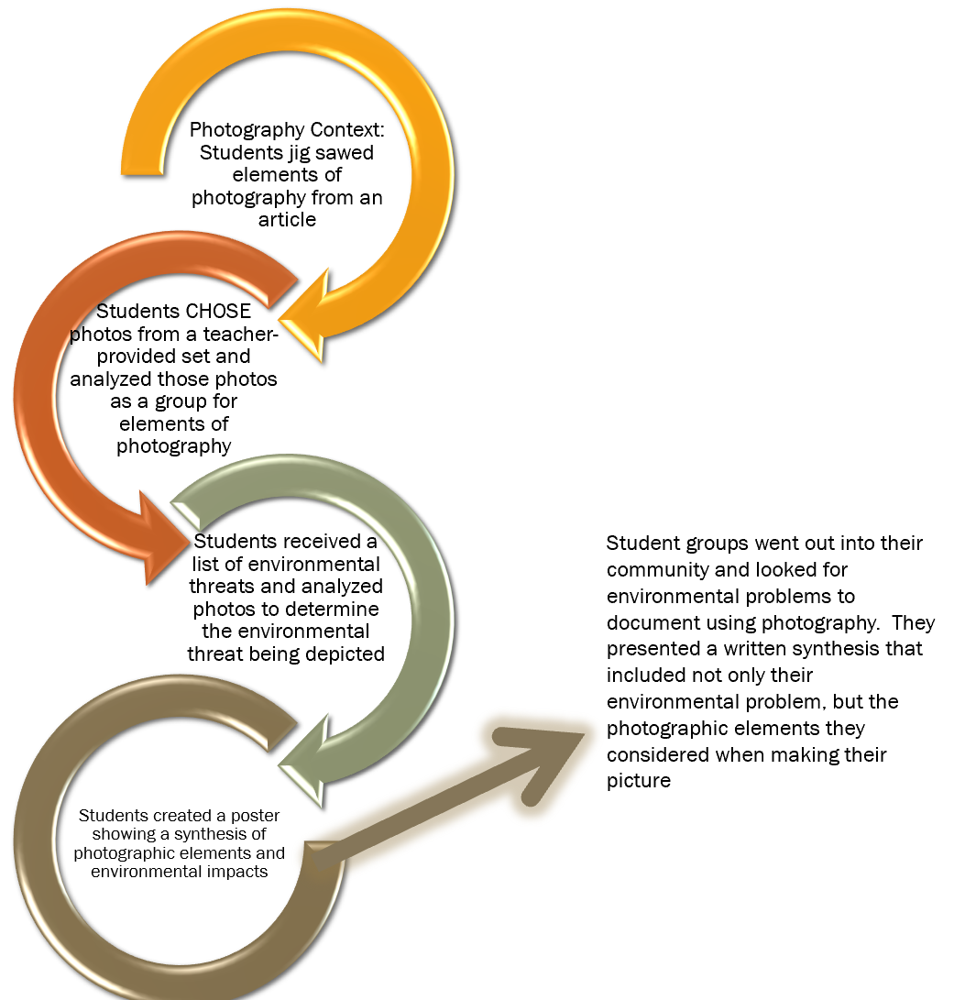 Photography Context:
Students jig sawed
elements of
photography from an
article
Students CHOSE
photos from a teacher-
provided set and
analyzed those photos
as a group for
elements of
photography
Students received a
list of environmental
threats and analyzed
photos to determine
the environmental
threat being depicted
Students created a poster
showing a synthesis of
photographic elements and
environmental impacts
Student groups went out into their
community and looked for
environmental problems to
document using photography.  They
presented a written synthesis that
included not only their
environmental problem, but the
photographic elements they
considered when making their
picture